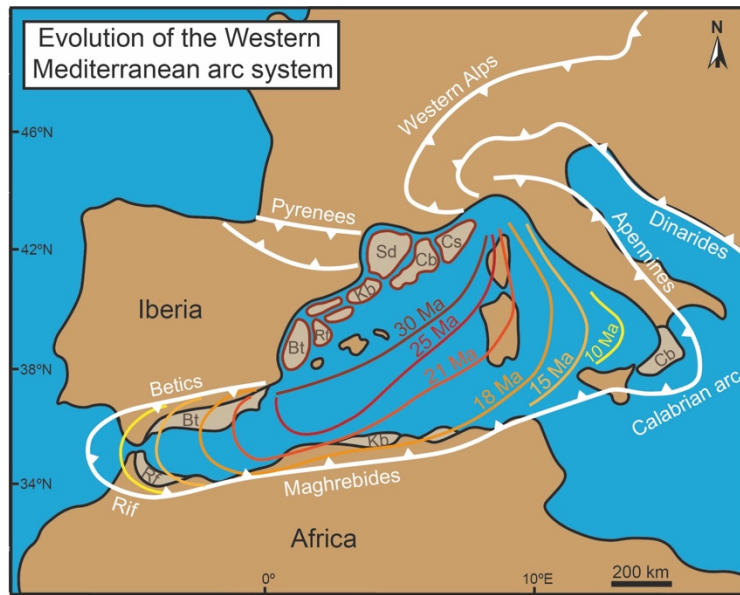 Evolution of the Western
Mediterranean arc system
N
Western Alps
46ºN
Pyrenees
Dinarides
Apennines
42ºN
Sd
Cb
Cs
Kb
Iberia
Bt
Rf
30 Ma
25 Ma
21 Ma
18 Ma
15 Ma
10 Ma
Cb
38ºN
Betics
Bt
Calabrian arc
Kb
34ºN
Rf
Rif
Maghrebides
Africa
0º
10ºE
200 km